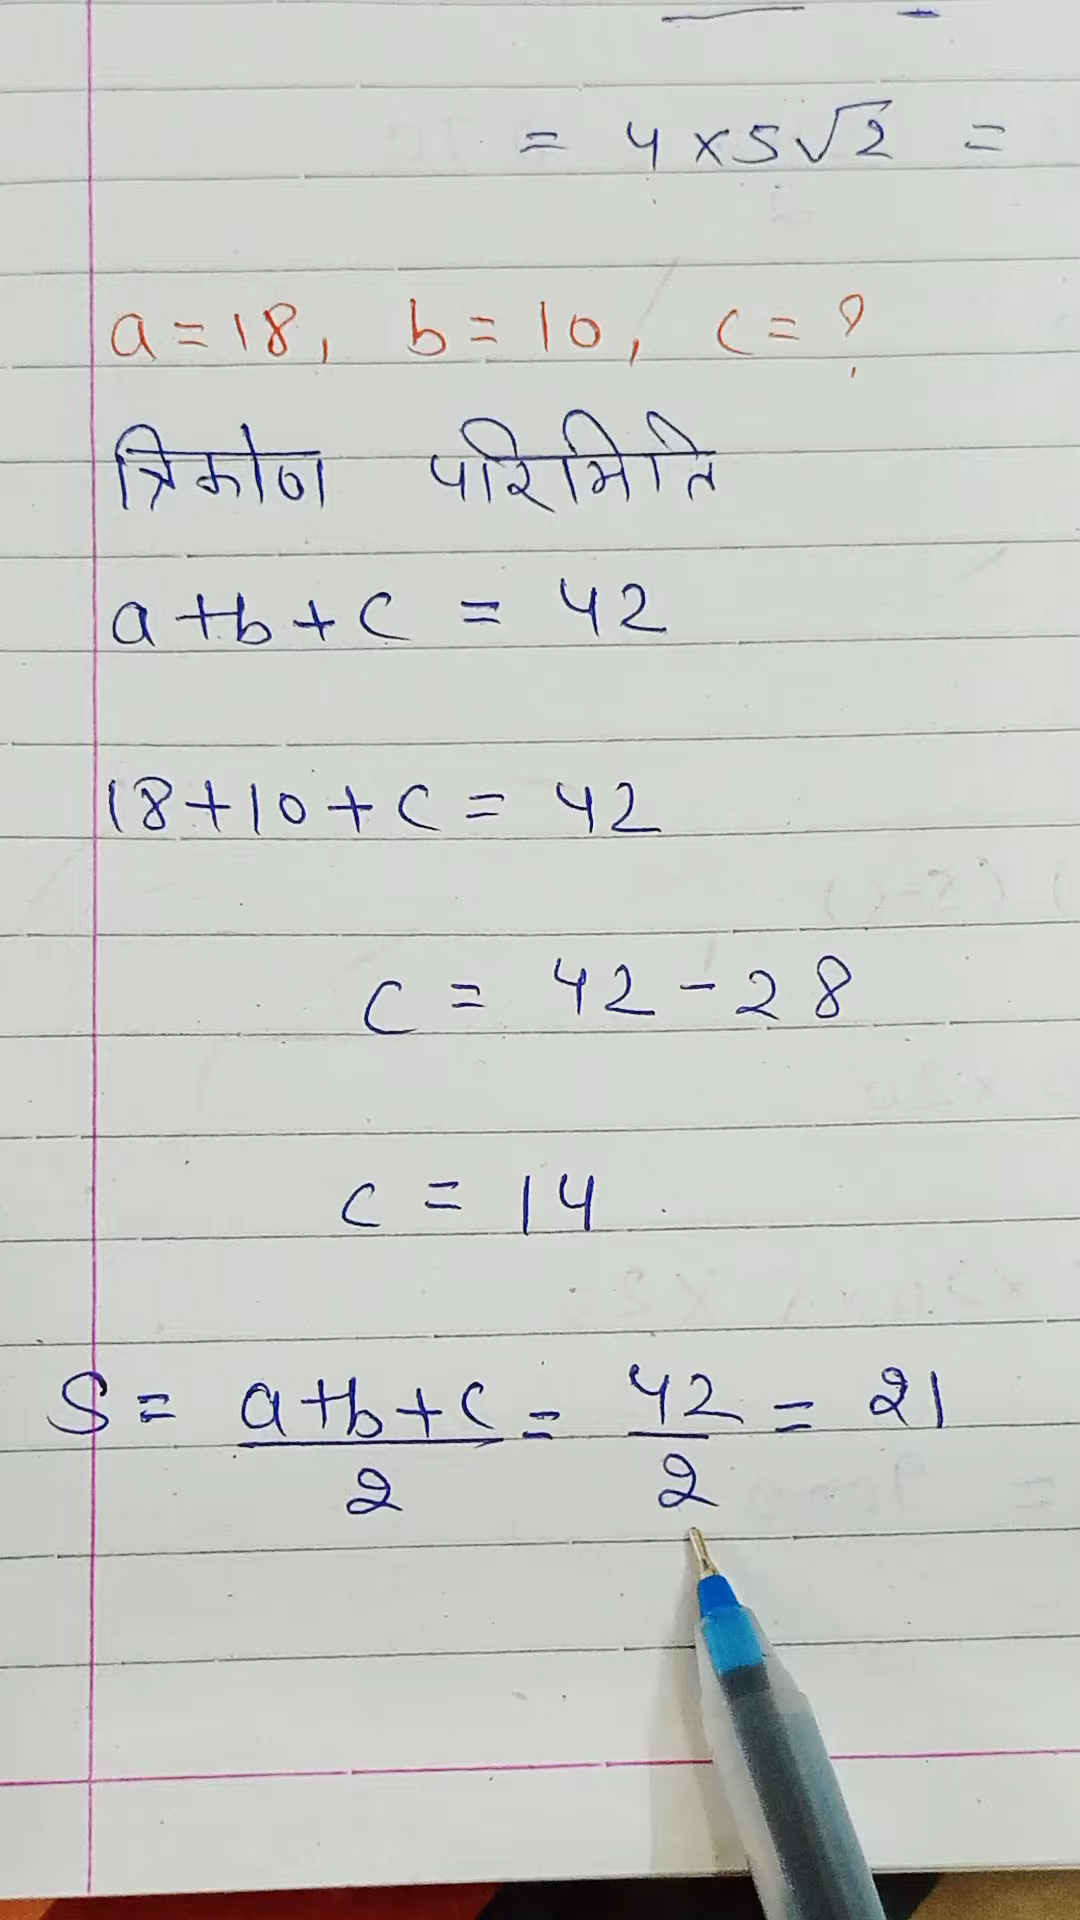 = 4 × 5√2 =
a = 18, b = 10, c = ?
त्रिकोण परिमिति
a + b + c = 42
18 + 10 + c = 42
c = 42 - 28
c = 14
S = a+b+c/2 = 42/2 = 21